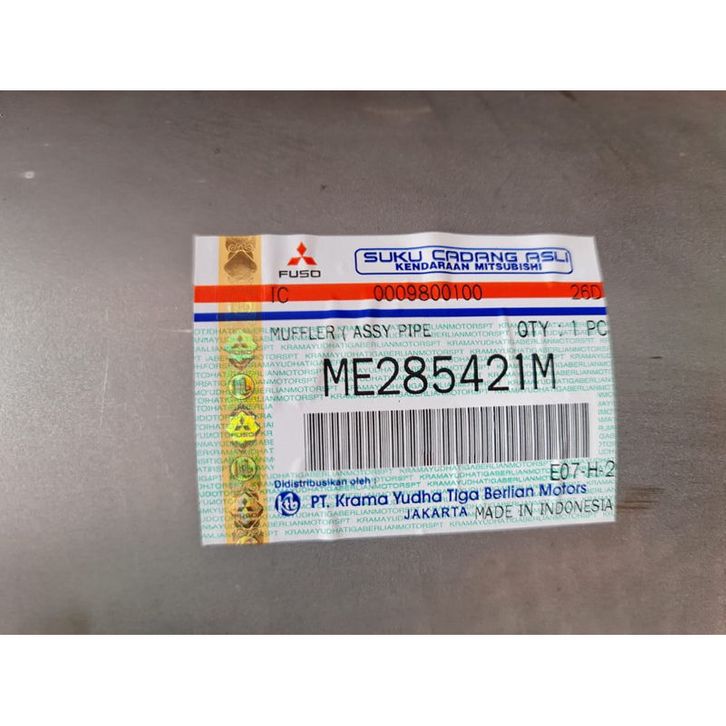 FUSO
SUKU CADANG ASLI
KENDARAAN MITSUBISHI
IC 0009800100 26D
MUFFLER ( ASSY PIPE QTY : 1 PC
ME285421M
E07-H-2
Didistribusikan oleh :
PT. Krama Yudha Tiga Berlian Motors
JAKARTA MADE IN INDONESIA